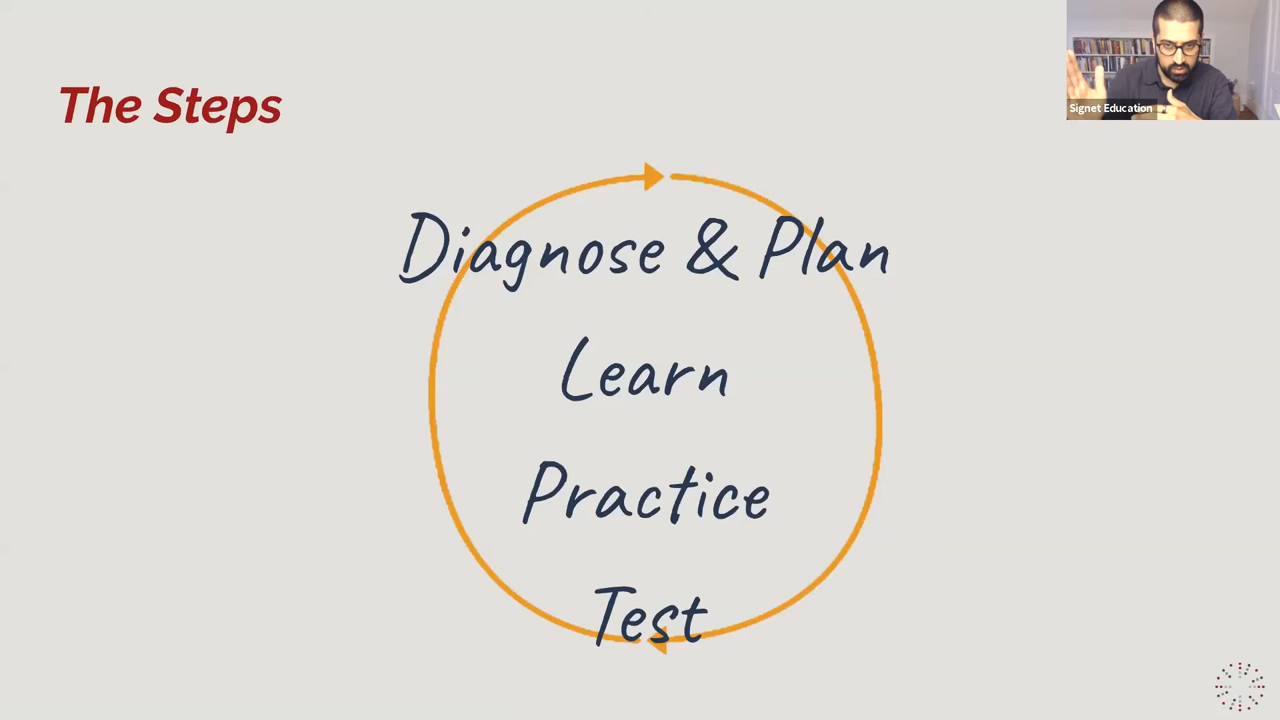 The Steps
Signet Education
Diagnose & Plan
Learn
Practice
Test